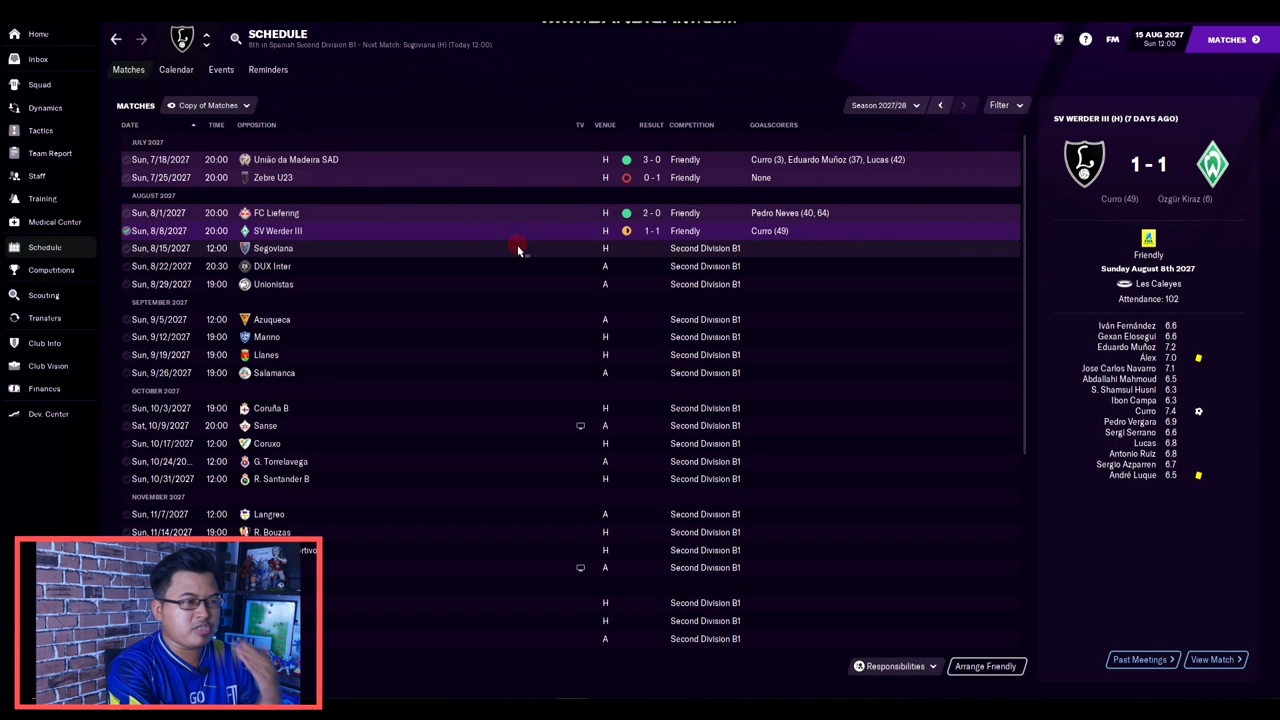 Home
Inbox
Squad
Dynamics
Tactics
Team Report
Staff
Training
Medical Center
Schedule
Competitions
Scouting
Transfers
Club Info
Club Vision
Finances
Dev. Center
SCHEDULE
8th in Spanish Second Division B1 - Next Match: Segoviana (H) (Today 12:00)
FM
15 AUG 2027
Sun 12:00
MATCHES
Matches Calendar Events Reminders
MATCHES Copy of Matches Season 2027/28 Filter
DATE TIME OPPOSITION TV VENUE RESULT COMPETITION GOALSCORERS
JULY 2027
Sun, 7/18/2027 20:00 União da Madeira SAD H 3 - 0 Friendly Curro (3), Eduardo Muñoz (37), Lucas (42)
Sun, 7/25/2027 20:00 Zebre U23 H 0 - 1 Friendly None
AUGUST 2027
Sun, 8/1/2027 20:00 FC Liefering H 2 - 0 Friendly Pedro Neves (40, 64)
Sun, 8/8/2027 20:00 SV Werder III H 1 - 1 Friendly Curro (49)
Sun, 8/15/2027 12:00 Segoviana H Second Division B1
Sun, 8/22/2027 20:30 DUX Inter A Second Division B1
Sun, 8/29/2027 19:00 Unionistas A Second Division B1
SEPTEMBER 2027
Sun, 9/5/2027 12:00 Azuqueca A Second Division B1
Sun, 9/12/2027 19:00 Marino H Second Division B1
Sun, 9/19/2027 19:00 Llanes H Second Division B1
Sun, 9/26/2027 19:00 Salamanca A Second Division B1
OCTOBER 2027
Sun, 10/3/2027 19:00 Coruña B H Second Division B1
Sat, 10/9/2027 20:00 Sanse A Second Division B1
Sun, 10/17/2027 12:00 Coruxo H Second Division B1
Sun, 10/24/20... 12:00 G. Torrelavega A Second Division B1
Sun, 10/31/2027 12:00 R. Santander B H Second Division B1
NOVEMBER 2027
Sun, 11/7/2027 12:00 Langreo A Second Division B1
Sun, 11/14/2027 19:00 R. Bouzas H Second Division B1
H Second Division B1
A Second Division B1
H Second Division B1
H Second Division B1
A Second Division B1
Responsibilities Arrange Friendly
SV WERDER III (H) (7 DAYS AGO)
1 - 1
Curro (49) Ozgür Kiraz (6)
Friendly
Sunday August 8th 2027
Les Caleyes
Attendance: 102
Iván Fernández 6.6
Gexan Elosegui 6.6
Eduardo Muñoz 7.2
Álex 7.0
Jose Carlos Navarro 7.1
Abdallahi Mahmoud 6.5
S. Shamsul Husni 6.3
Ibon Campa 6.3
Curro 7.4
Pedro Vergara 6.9
Sergi Serrano 6.6
Lucas 6.8
Antonio Ruiz 6.8
Sergio Azparren 6.7
André Luque 6.5
Past Meetings View Match
GO